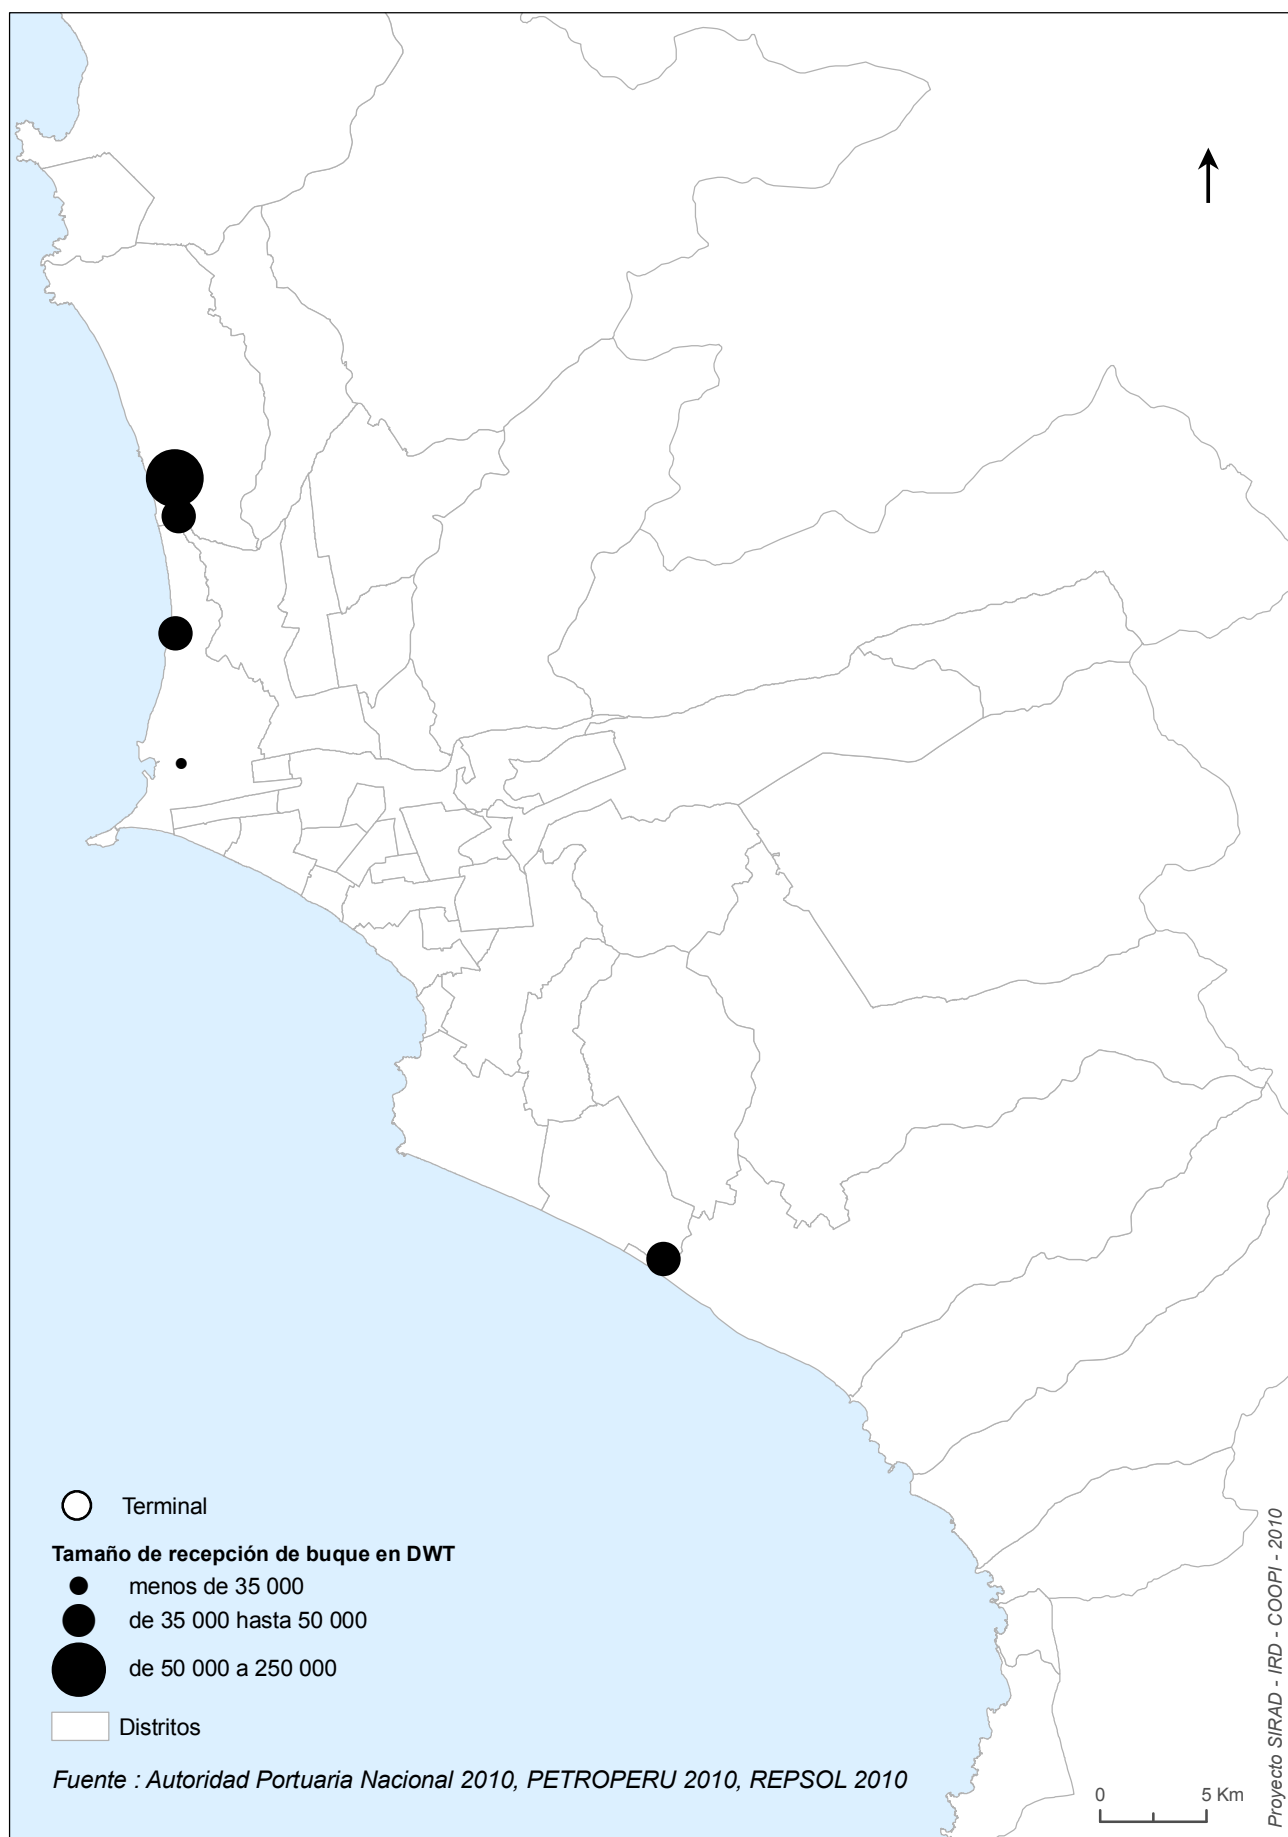 Terminal
Tamaño de recepción de buque en DWT
menos de 35 000
de 35 000 hasta 50 000
de 50 000 a 250 000
Distritos
Fuente : Autoridad Portuaria Nacional 2010, PETROPERU 2010, REPSOL 2010
0 5 Km
Proyecto SIRAD - IRD - COOPI - 2010